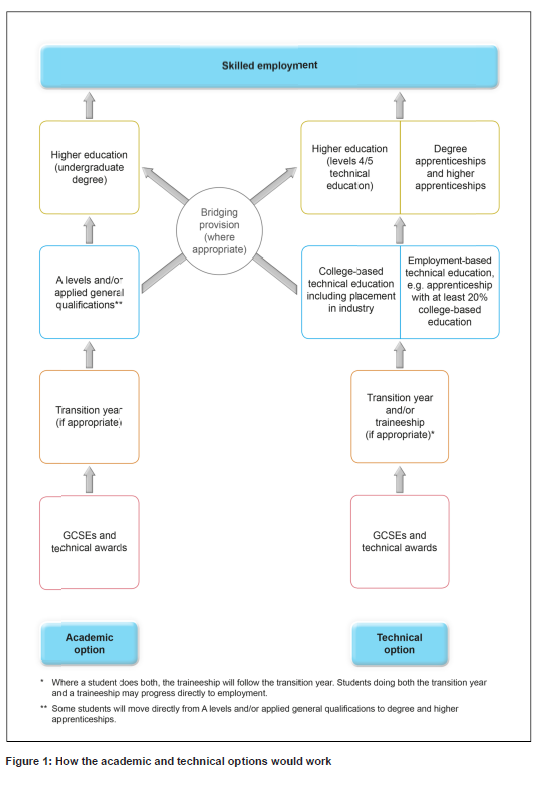 Skilled employment
Higher education
(undergraduate
degree)
Higher education
(levels 4/5
technical
education)
Degree
apprenticeships
and higher
apprenticeships
Bridging
provision
(where
appropriate)
A levels and/or
applied general
qualifications**
College-based
technical education
including placement
in industry
Employment-based
technical education,
e.g. apprenticeship
with at least 20%
college-based
education
Transition year
(if appropriate)
Transition year
and/or
traineeship
(if appropriate)*
GCSEs and
technical awards
GCSEs and
technical awards
Academic
option
Technical
option
* Where a student does both, the traineeship will follow the transition year. Students doing both the transition year
and a traineeship may progress directly to employment.
** Some students will move directly from A levels and/or applied general qualifications to degree and higher
apprenticeships.
Figure 1: How the academic and technical options would work